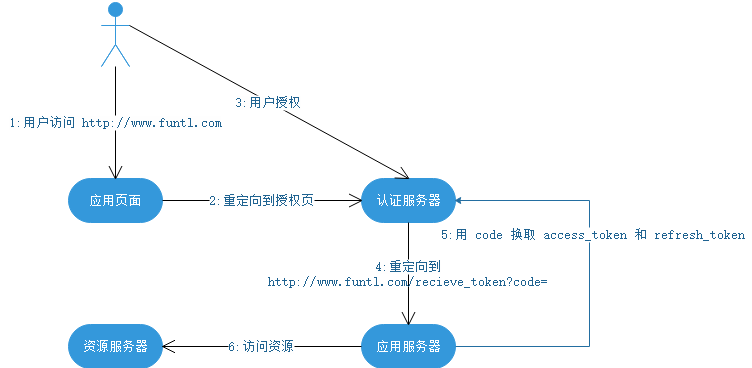 3:用户授权
1:用户访问 http://www.funtl.com
应用页面
2:重定向到授权页
认证服务器
5:用 code 换取 access_token 和 refresh_token
4:重定向到
http://www.funtl.com/recieve_token?code=
资源服务器
6:访问资源
应用服务器